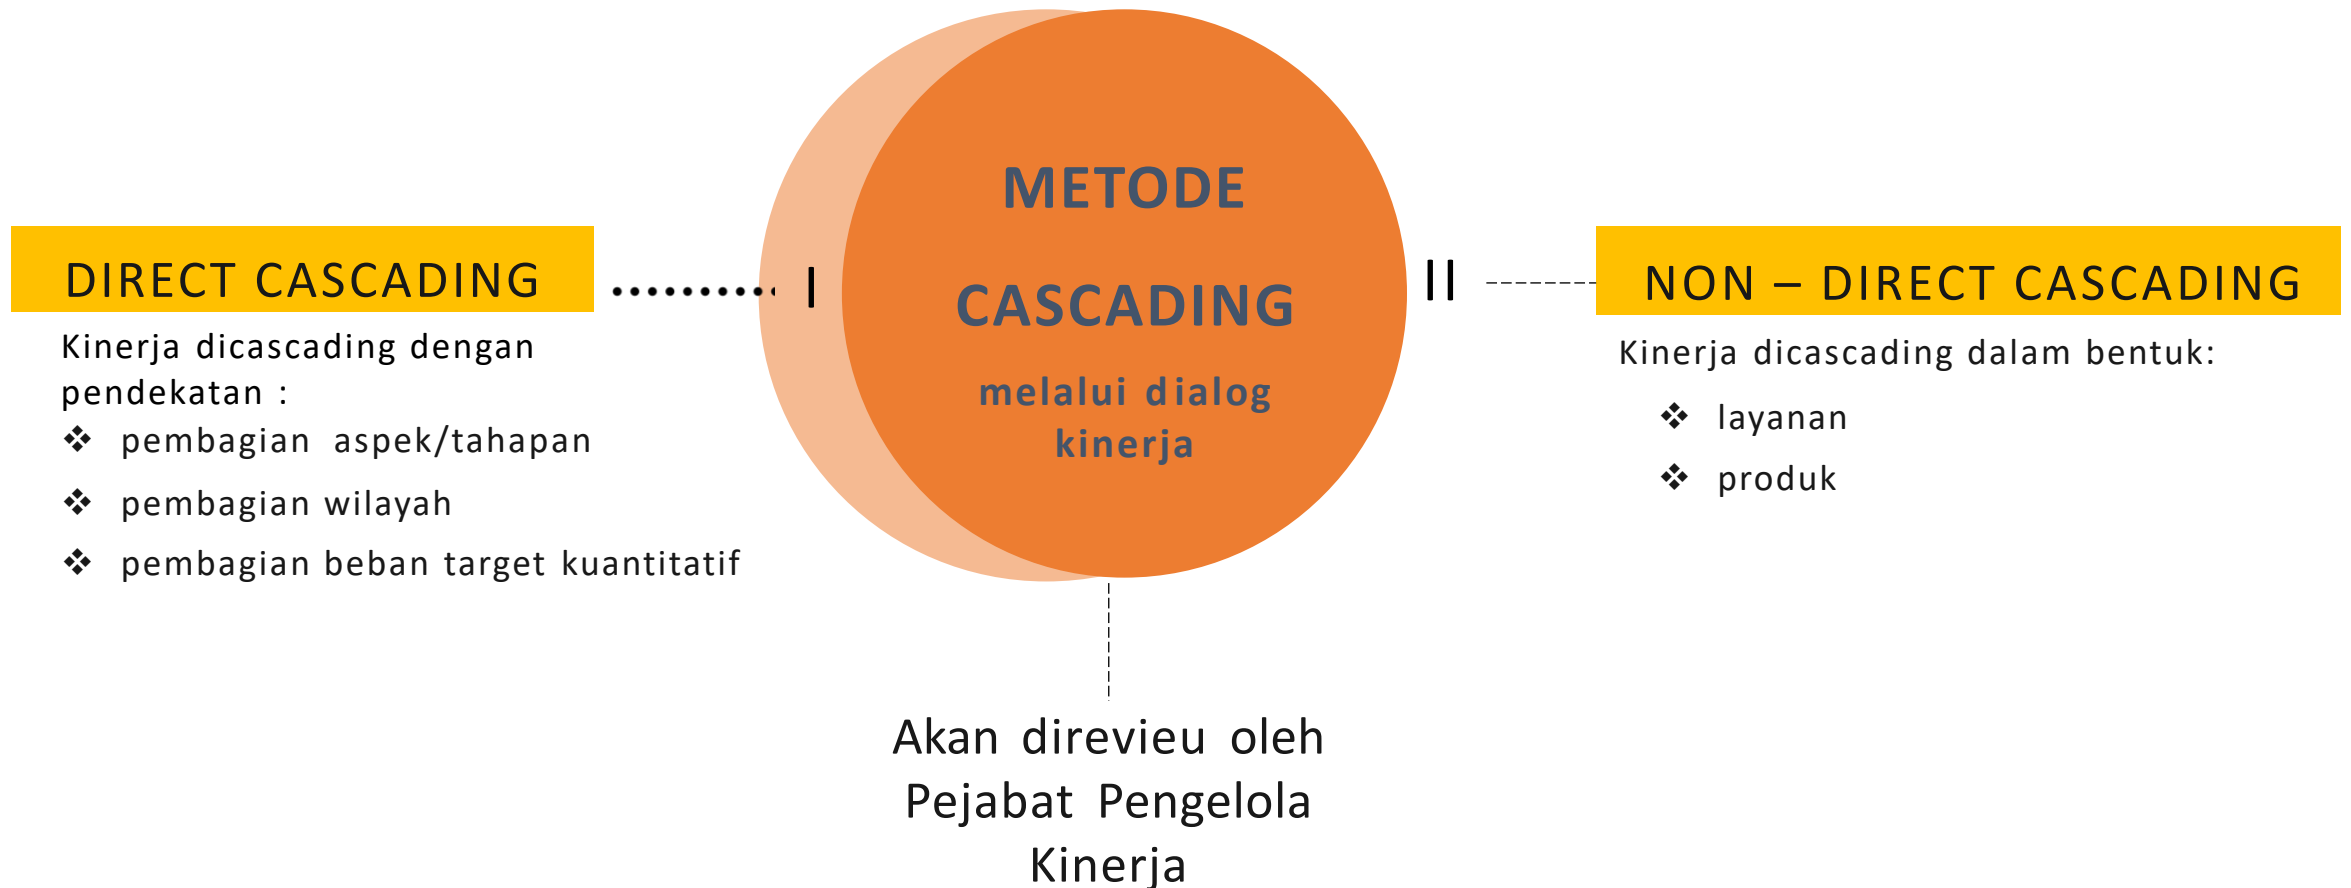 METODE
CASCADING
melalui dialog
kinerja
I
DIRECT CASCADING
Kinerja dicascading dengan
pendekatan :
❖ pembagian aspek/tahapan
❖ pembagian wilayah
❖ pembagian beban target kuantitatif
II
NON – DIRECT CASCADING
Kinerja dicascading dalam bentuk:
❖ layanan
❖ produk
Akan direvieu oleh
Pejabat Pengelola
Kinerja